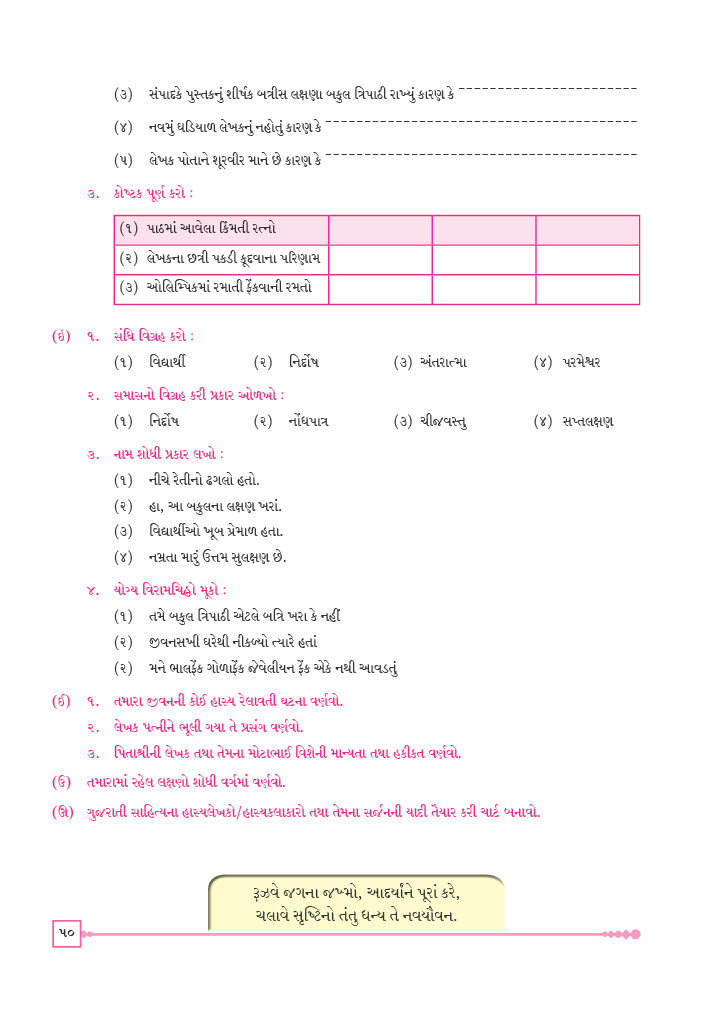 (૩) સંપાદકે પુસ્તકનું શીર્ષક બત્રીસ લક્ષણા બકુલ ત્રિપાઠી રાખ્યું કારણ કે
(૪) નવમું ઘડિયાળ લેખકનું નહોતું કારણ કે
(૫) લેખક પોતાને શૂરવીર માને છે કારણ કે
૩. કોષ્ટક પૂર્ણ કરો :
(૧) પાઠમાં આવેલા કિંમતી રત્નો
(૨) લેખકના છત્રી પકડી કૂદવાના પરિણામ
(૩) ઓલિમ્પિકમાં રમાતી ફેંકવાની રમતો
(ઇ) ૧. સંધિ વિગ્રહ કરો :
(૧) વિદ્યાર્થી (૨) નિર્દોષ (૩) અંતરાત્મા (૪) પરમેશ્વર
૨. સમાસનો વિગ્રહ કરી પ્રકાર ઓળખો :
(૧) નિર્દોષ (૨) નોંધપાત્ર (૩) ચીજવસ્તુ (૪) સપ્તલક્ષણ
૩. નામ શોધી પ્રકાર લખો :
(૧) નીચે રેતીનો ઢગલો હતો.
(૨) હા, આ બકુલના લક્ષણ ખરાં.
(૩) વિદ્યાર્થીઓ ખૂબ પ્રેમાળ હતા.
(૪) નમ્રતા મારું ઉત્તમ સુલક્ષણ છે.
૪. યોગ્ય વિરામચિહ્નો મૂકો :
(૧) તમે બકુલ ત્રિપાઠી એટલે બત્રિ ખરા કે નહીં
(૨) જીવનસખી ઘરેથી નીકળ્યો ત્યારે હતાં
(૨) મને ભાલફેંક ગોળાફેંક જેવેલીયન ફેંક એકે નથી આવડતું
(ઈ) ૧. તમારા જીવનની કોઈ હાસ્ય રેલાવતી ઘટના વર્ણવો.
૨. લેખક પત્નીને ભૂલી ગયા તે પ્રસંગ વર્ણવો.
૩. પિતાશ્રીની લેખક તથા તેમના મોટાભાઈ વિશેની માન્યતા તથા હકીકત વર્ણવો.
(ઉ) તમારામાં રહેલ લક્ષણો શોધી વર્ગમાં વર્ણવો.
(ઊ) ગુજરાતી સાહિત્યના હાસ્યલેખકો/હાસ્યકલાકારો તથા તેમના સર્જનની યાદી તૈયાર કરી ચાર્ટ બનાવો.
રૂઝવે જગના જખ્મો, આદર્યાંને પૂરાં કરે,
ચલાવે સૃષ્ટિનો તંતુ ધન્ય તે નવયૌવન.
૫૦